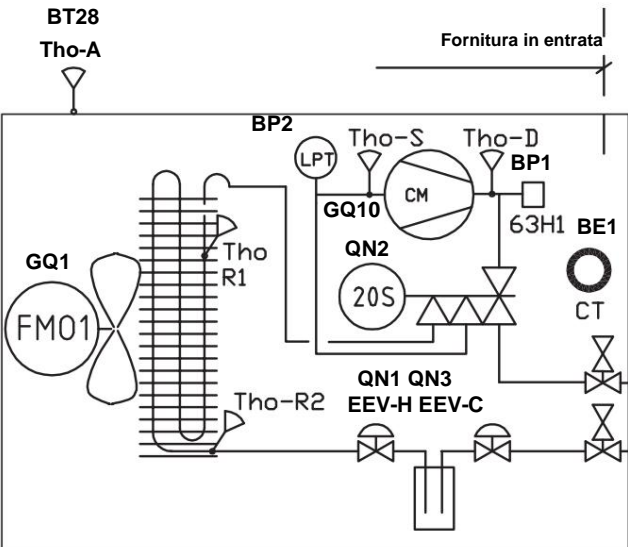 BT28
Tho-A
Fornitura in entrata
BP2
LPT
Tho-S
Tho-D
BP1
CM
GQ10
63H1
BE1
CT
GQ1
FM01
Tho
R1
QN2
20S
Tho-R2
QN1 QN3
EEV-H EEV-C